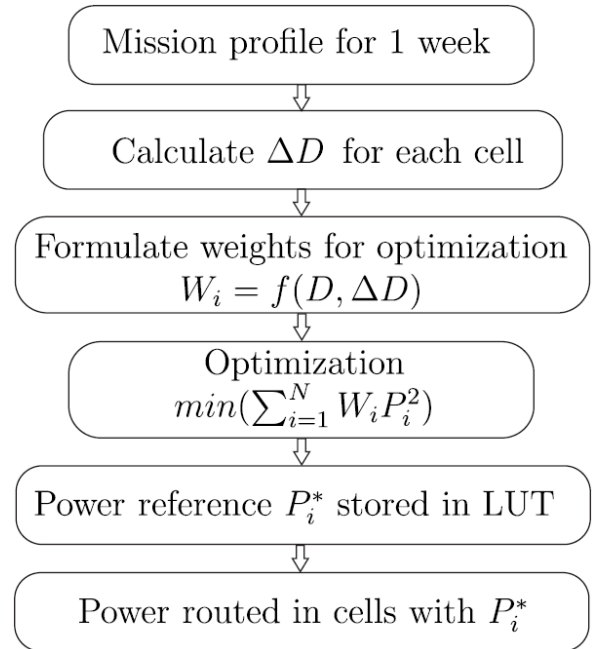 Mission profile for 1 week
Calculate ΔD for each cell
Formulate weights for optimization
W_i = f(D, ΔD)
Optimization
min(∑_{i=1}^{N} W_i P_i^2)
Power reference P_i^* stored in LUT
Power routed in cells with P_i^*